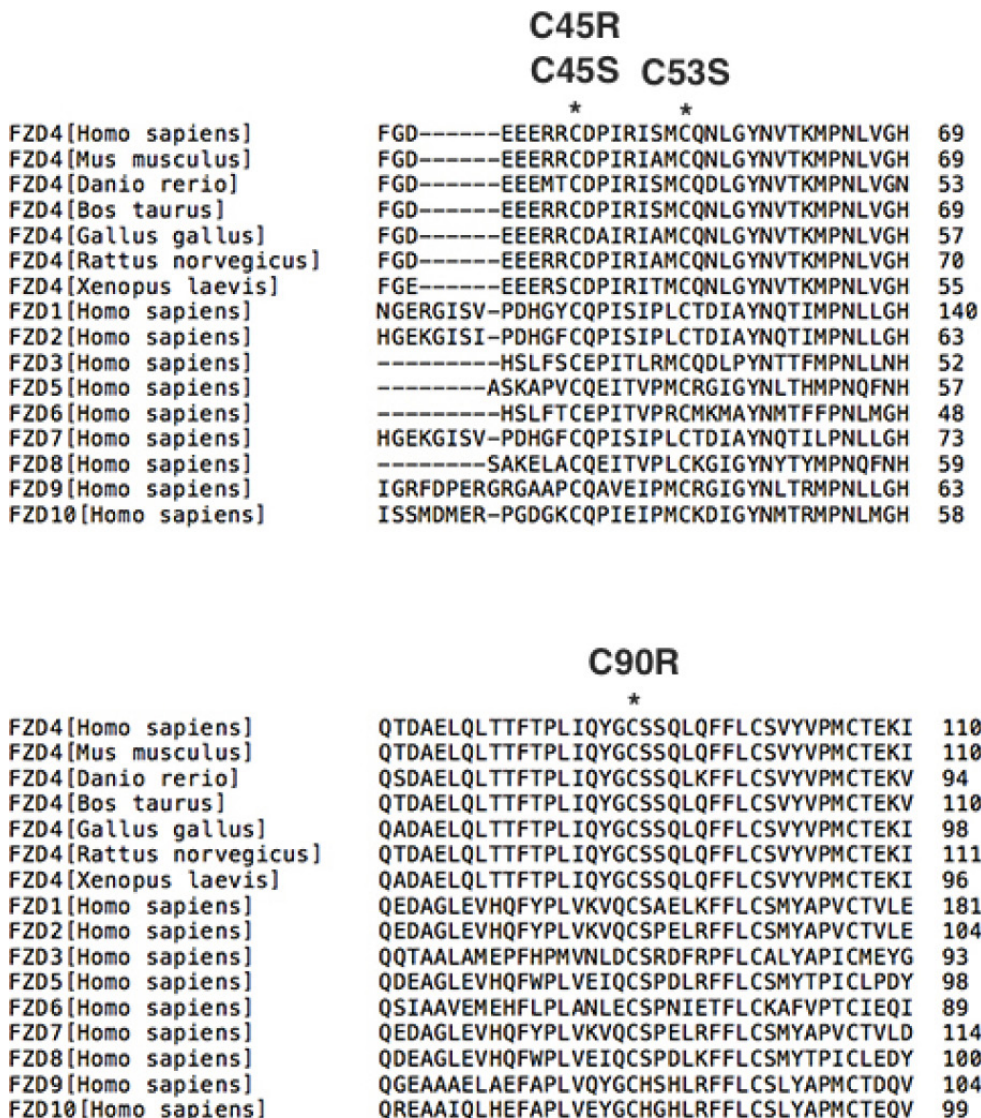 C45R
C45S C53S
* *
FZD4[Homo sapiens] FGD------EEERRCDPIRISMCQNLGYNVTKMPNLVGH 69
FZD4[Mus musculus] FGD------EEERRCDPIRIAMCQNLGYNVTKMPNLVGH 69
FZD4[Danio rerio] FGD------EEEMTCDPIRISMCQDLGYNVTKMPNLVGN 53
FZD4[Bos taurus] FGD------EEERRCDPIRISMCQNLGYNVTKMPNLVGH 69
FZD4[Gallus gallus] FGD------EEERRCDAIRIAMCQNLGYNVTKMPNLVGH 57
FZD4[Rattus norvegicus] FGD------EEERRCDPIRIAMCQNLGYNVTKMPNLVGH 70
FZD4[Xenopus laevis] FGE------EEERSCDPIRITMCQNLGYNVTKMPNLVGH 55
FZD1[Homo sapiens] NGERGISV-PDHGYCQPISIPLCTDIAYNQTIMPNLLGH 140
FZD2[Homo sapiens] HGEKGISI-PDHGFCQPISIPLCTDIAYNQTIMPNLLGH 63
FZD3[Homo sapiens] ---------HSLFSCEPITLRMCQDLPYNTTFMPNLLNH 52
FZD5[Homo sapiens] --------ASKAPVCQEITVPMCRGIGYNLTHMPNQFNH 57
FZD6[Homo sapiens] ---------HSLFTCEPITVPRCMKMAYNMTFFPNLMGH 48
FZD7[Homo sapiens] HGEKGISV-PDHGFCQPISIPLCTDIAYNQTILPNLLGH 73
FZD8[Homo sapiens] --------SAKELACQEITVPLCKGIGYNYTYMPNQFNH 59
FZD9[Homo sapiens] IGRFDPERGRGAAPCQAVEIPMCRGIGYNLTRMPNLLGH 63
FZD10[Homo sapiens] ISSMDMER-PGDGKCQPIEIPMCKDIGYNMTRMPNLMGH 58
C90R
*
FZD4[Homo sapiens] QTDAELQLTTFTPLIQYGCSSQLQFFLCSVYVPMCTEKI 110
FZD4[Mus musculus] QTDAELQLTTFTPLIQYGCSSQLQFFLCSVYVPMCTEKI 110
FZD4[Danio rerio] QSDAELQLTTFTPLIQYGCSSQLKFFLCSVYVPMCTEKV 94
FZD4[Bos taurus] QTDAELQLTTFTPLIQYGCSSQLQFFLCSVYVPMCTEKV 110
FZD4[Gallus gallus] QADAELQLTTFTPLIQYGCSSQLQFFLCSVYVPMCTEKI 98
FZD4[Rattus norvegicus] QTDAELQLTTFTPLIQYGCSSQLQFFLCSVYVPMCTEKI 111
FZD4[Xenopus laevis] QADAELQLTTFTPLIQYGCSSQLQFFLCSVYVPMCTEKI 96
FZD1[Homo sapiens] QEDAGLEVHQFYPLVKVQCSAELKFFLCSMYAPVCTVLE 181
FZD2[Homo sapiens] QEDAGLEVHQFYPLVKVQCSPELRFFLCSMYAPVCTVLE 104
FZD3[Homo sapiens] QQTAALAMEPFHPMVNLDCSRDFRPFLCALYAPICMEYG 93
FZD5[Homo sapiens] QDEAGLEVHQFWPLVEIQCSPDLRFFLCSMYTPICLPDY 98
FZD6[Homo sapiens] QSIAAVEMEHFLPLANLECSPNIETFLCKAFVPTCIEQI 89
FZD7[Homo sapiens] QEDAGLEVHQFYPLVKVQCSPELRFFLCSMYAPVCTVLD 114
FZD8[Homo sapiens] QDEAGLEVHQFWPLVEIQCSPDLKFFLCSMYTPICLEDY 100
FZD9[Homo sapiens] QGEAAAELAEFAPLVQYGCHSHLRFFLCSLYAPMCTDQV 104
FZD10[Homo sapiens] QREAAIQLHEFAPLVEYGCHGHLRFFLCSLYAPMCTEQV 99